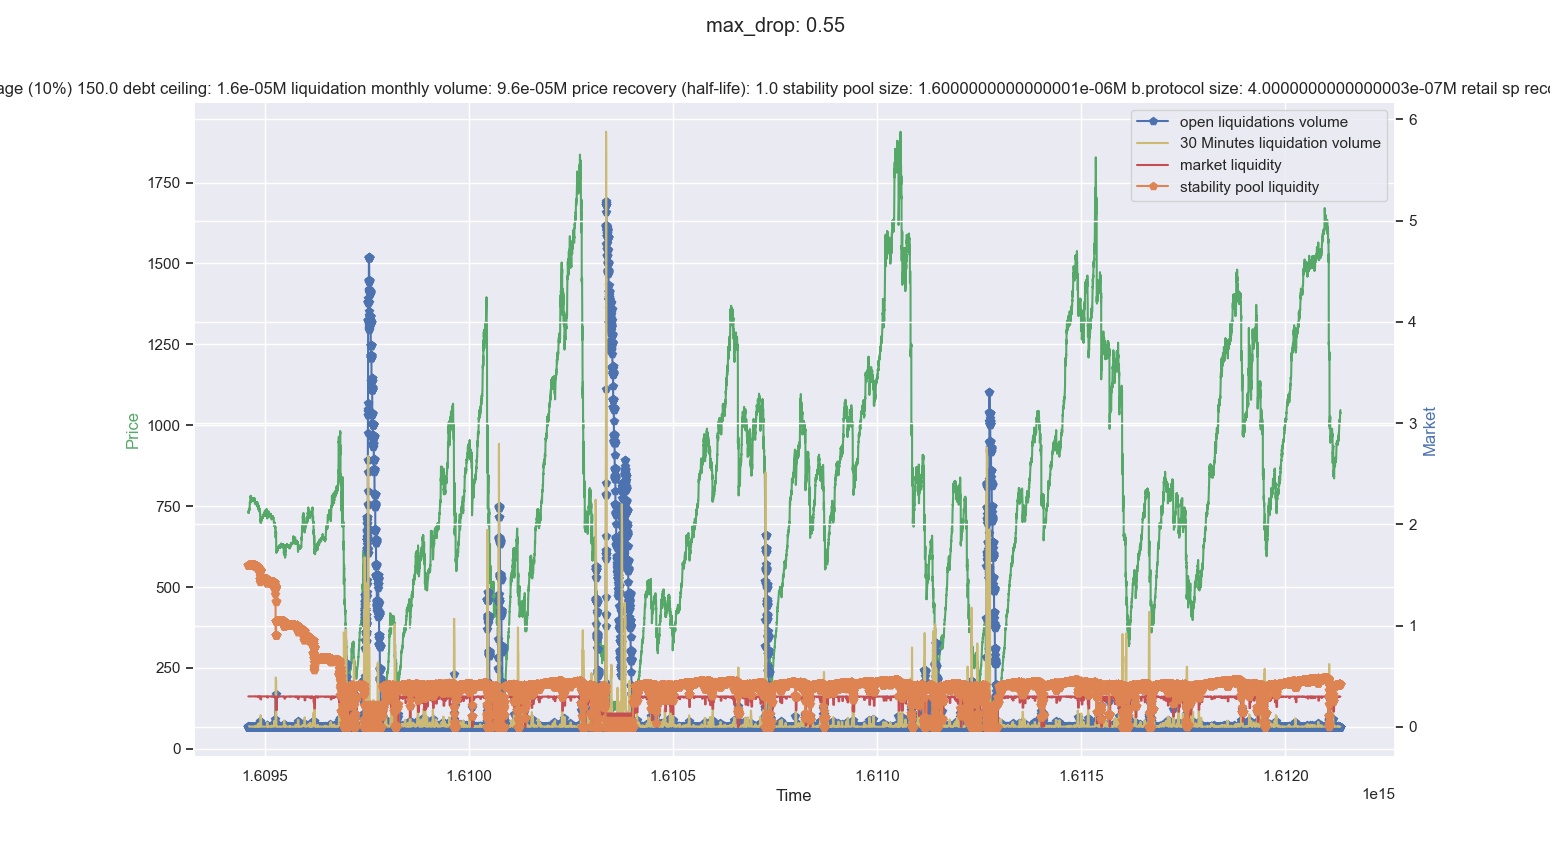 max_drop: 0.55
age (10%) 150.0 debt ceiling: 1.6e-05M liquidation monthly volume: 9.6e-05M price recovery (half-life): 1.0 stability pool size: 1.6000000000000001e-06M b.protocol size: 4.0000000000000003e-07M retail sp reco
open liquidations volume
30 Minutes liquidation volume
market liquidity
stability pool liquidity
1750
1500
1250
1000
750
500
250
0
Price
6
5
4
3
2
1
0
Market
1.6095 1.6100 1.6105 1.6110 1.6115 1.6120
1e15
Time